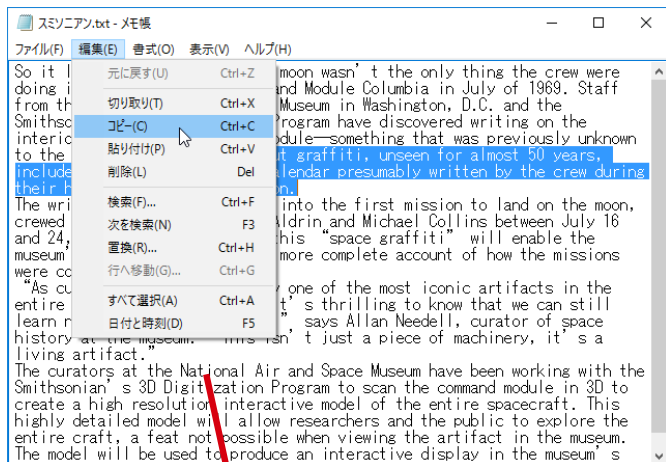 スミソニアン.txt - メモ帳
ファイル(F) 編集(E) 書式(O) 表示(V) ヘルプ(H)
元に戻す(U) Ctrl+Z
切り取り(T) Ctrl+X
コピー(C) Ctrl+C
貼り付け(P) Ctrl+V
削除(L) Del
検索(F)... Ctrl+F
次を検索(N) F3
置換(R)... Ctrl+H
行へ移動(G)... Ctrl+G
すべて選択(A) Ctrl+A
日付と時刻(D) F5
So it moon wasn't the only thing the crew were
doing Module Columbia in July of 1969. Staff
from Museum in Washington, D.C. and the
Program have discovered writing on the
something that was previously unknown
to the graffiti, unseen for almost 50 years,
presumably written by the crew during
their
The into the first mission to land on the moon,
crewed Aldrin and Michael Collins between July 16
and 24, this “space graffiti” will enable the
museum' more complete account of how the missions
were
“As one of the most iconic artifacts in the
entire s thrilling to know that we can still
learn ” says Allan Needell, curator of space
history at the museum. “This isn't just a piece of machinery, it's a
living artifact.”
The curators at the National Air and Space Museum have been working with the
Smithsonian's 3D Digitization Program to scan the command module in 3D to
create a high resolution interactive model of the entire spacecraft. This
highly detailed model will allow researchers and the public to explore the
entire craft, a feat not possible when viewing the artifact in the museum.
The model will be used to produce an interactive display in the museum's